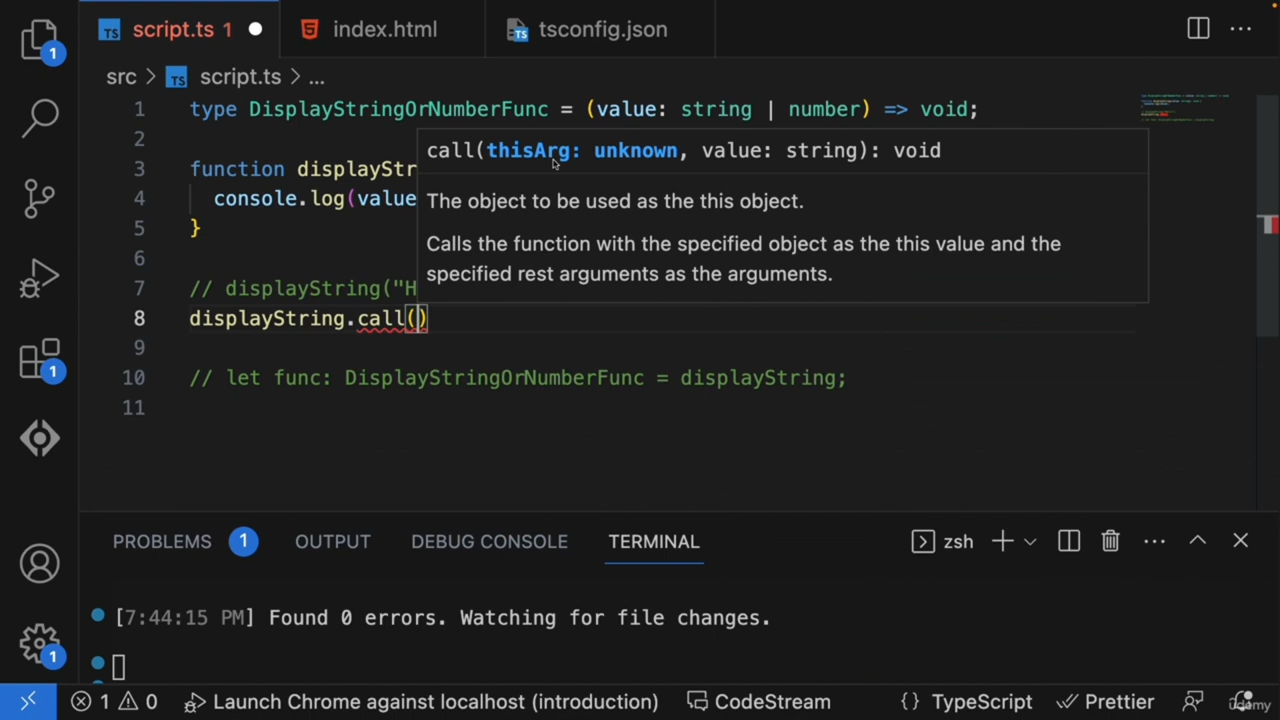 script.ts 1
index.html
tsconfig.json
1
src > script.ts > ...
1 type DisplayStringOrNumberFunc = (value: string | number) => void;
2
call(thisArg: unknown, value: string): void
3 function displayStr
The object to be used as the this object.
4 console.log(value
5 }
Calls the function with the specified object as the this value and the
specified rest arguments as the arguments.
6
7 // displayString("H
8 displayString.call()
9
1
10 // let func: DisplayStringOrNumberFunc = displayString;
11
PROBLEMS 1 OUTPUT DEBUG CONSOLE TERMINAL
zsh
[7:44:15 PM] Found 0 errors. Watching for file changes.
1
1 0 Launch Chrome against localhost (introduction) CodeStream {} TypeScript Prettier
udemy